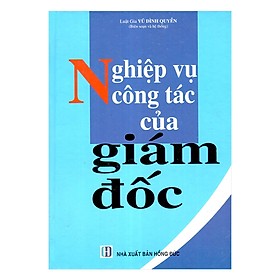 Luật Gia VŨ ĐÌNH QUYỀN
(Biên soạn và hệ thống)
Nghiệp vụ
công tác
của
giám
đốc
NHÀ XUẤT BẢN HỒNG ĐỨC